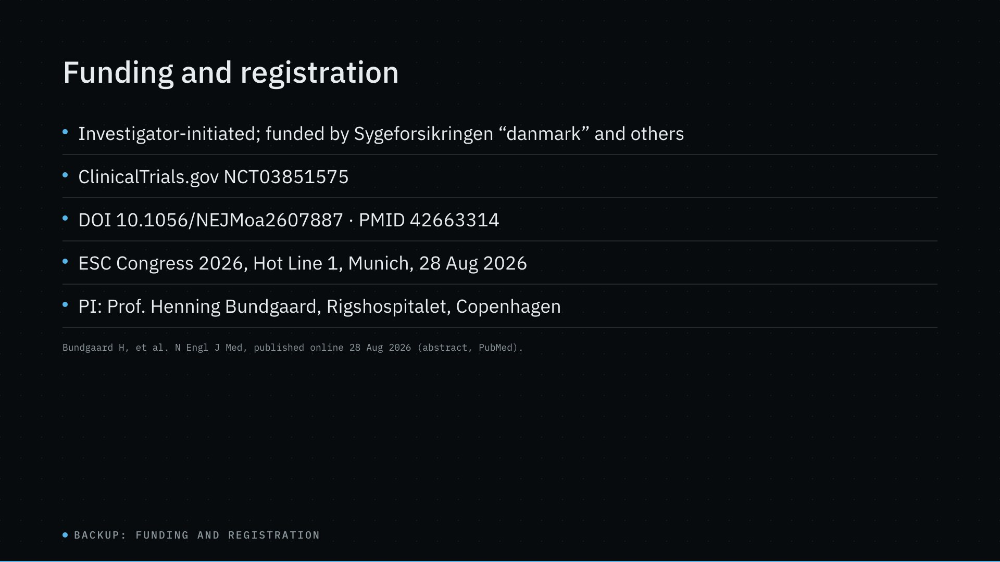 Funding and registration
• Investigator-initiated; funded by Sygeforsikringen “danmark” and others
• ClinicalTrials.gov NCT03851575
• DOI 10.1056/NEJMoa2607887 · PMID 42663314
• ESC Congress 2026, Hot Line 1, Munich, 28 Aug 2026
• PI: Prof. Henning Bundgaard, Rigshospitalet, Copenhagen
Bundgaard H, et al. N Engl J Med, published online 28 Aug 2026 (abstract, PubMed).
• BACKUP: FUNDING AND REGISTRATION